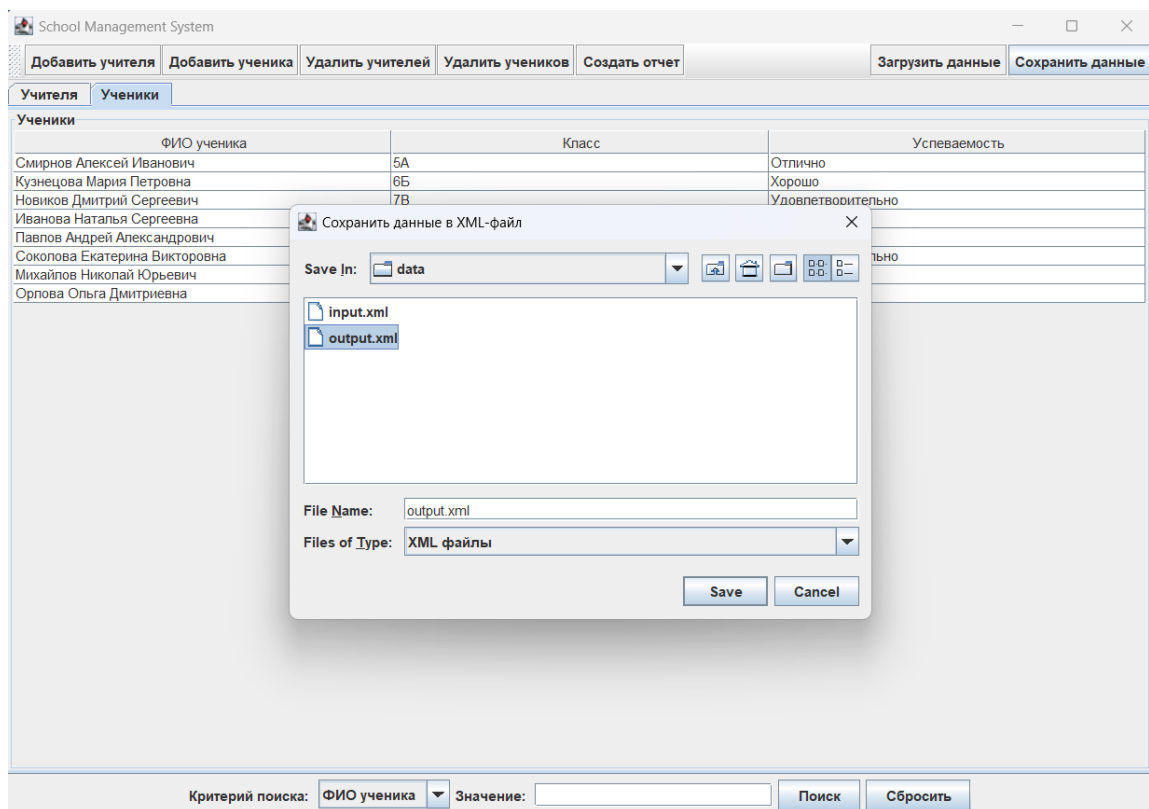 School Management System
Добавить учителя Добавить ученика Удалить учителей Удалить учеников Создать отчет Загрузить данные Сохранить данные
Учителя Ученики
Ученики
ФИО ученика Класс Успеваемость
Смирнов Алексей Иванович 5А Отлично
Кузнецова Мария Петровна 6Б Хорошо
Новиков Дмитрий Сергеевич 7В Удовлетворительно
Иванова Наталья Сергеевна
Павлов Андрей Александрович
Соколова Екатерина Викторовна
Михайлов Николай Юрьевич
Орлова Ольга Дмитриевна
Сохранить данные в XML-файл
Save In: data
input.xml
output.xml
File Name: output.xml
Files of Type: XML файлы
Save Cancel
Критерий поиска: ФИО ученика Значение: Поиск Сбросить